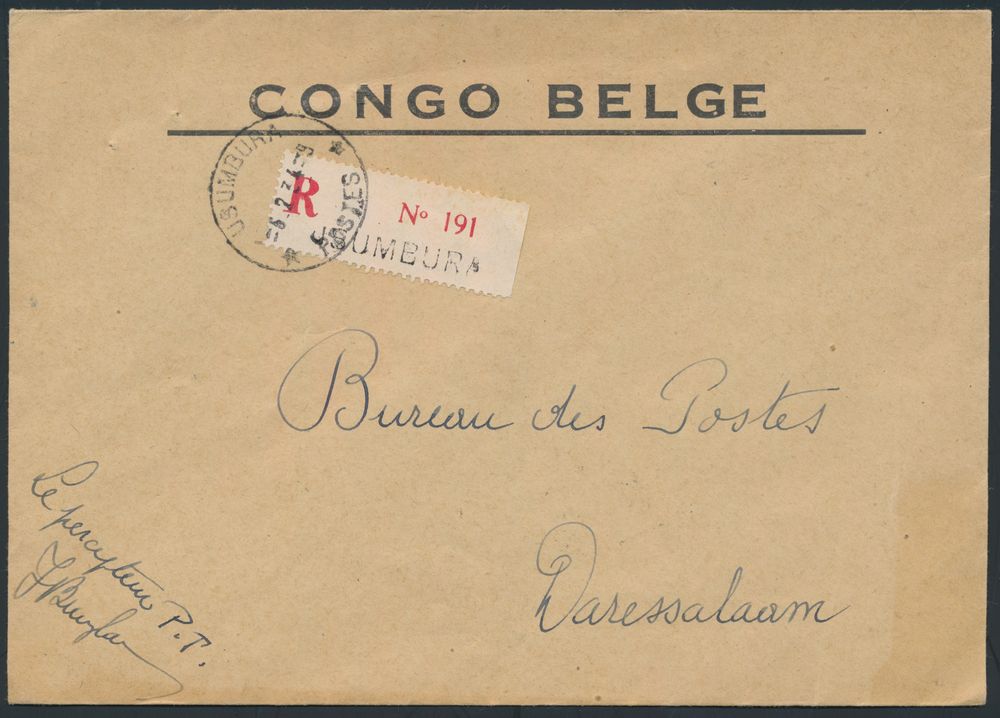 CONGO BELGE
USUMBURA
POSTES
R
Nº 191
USUMBURA
Bureau des Postes
Daressalaam
Le percepteur P.T.